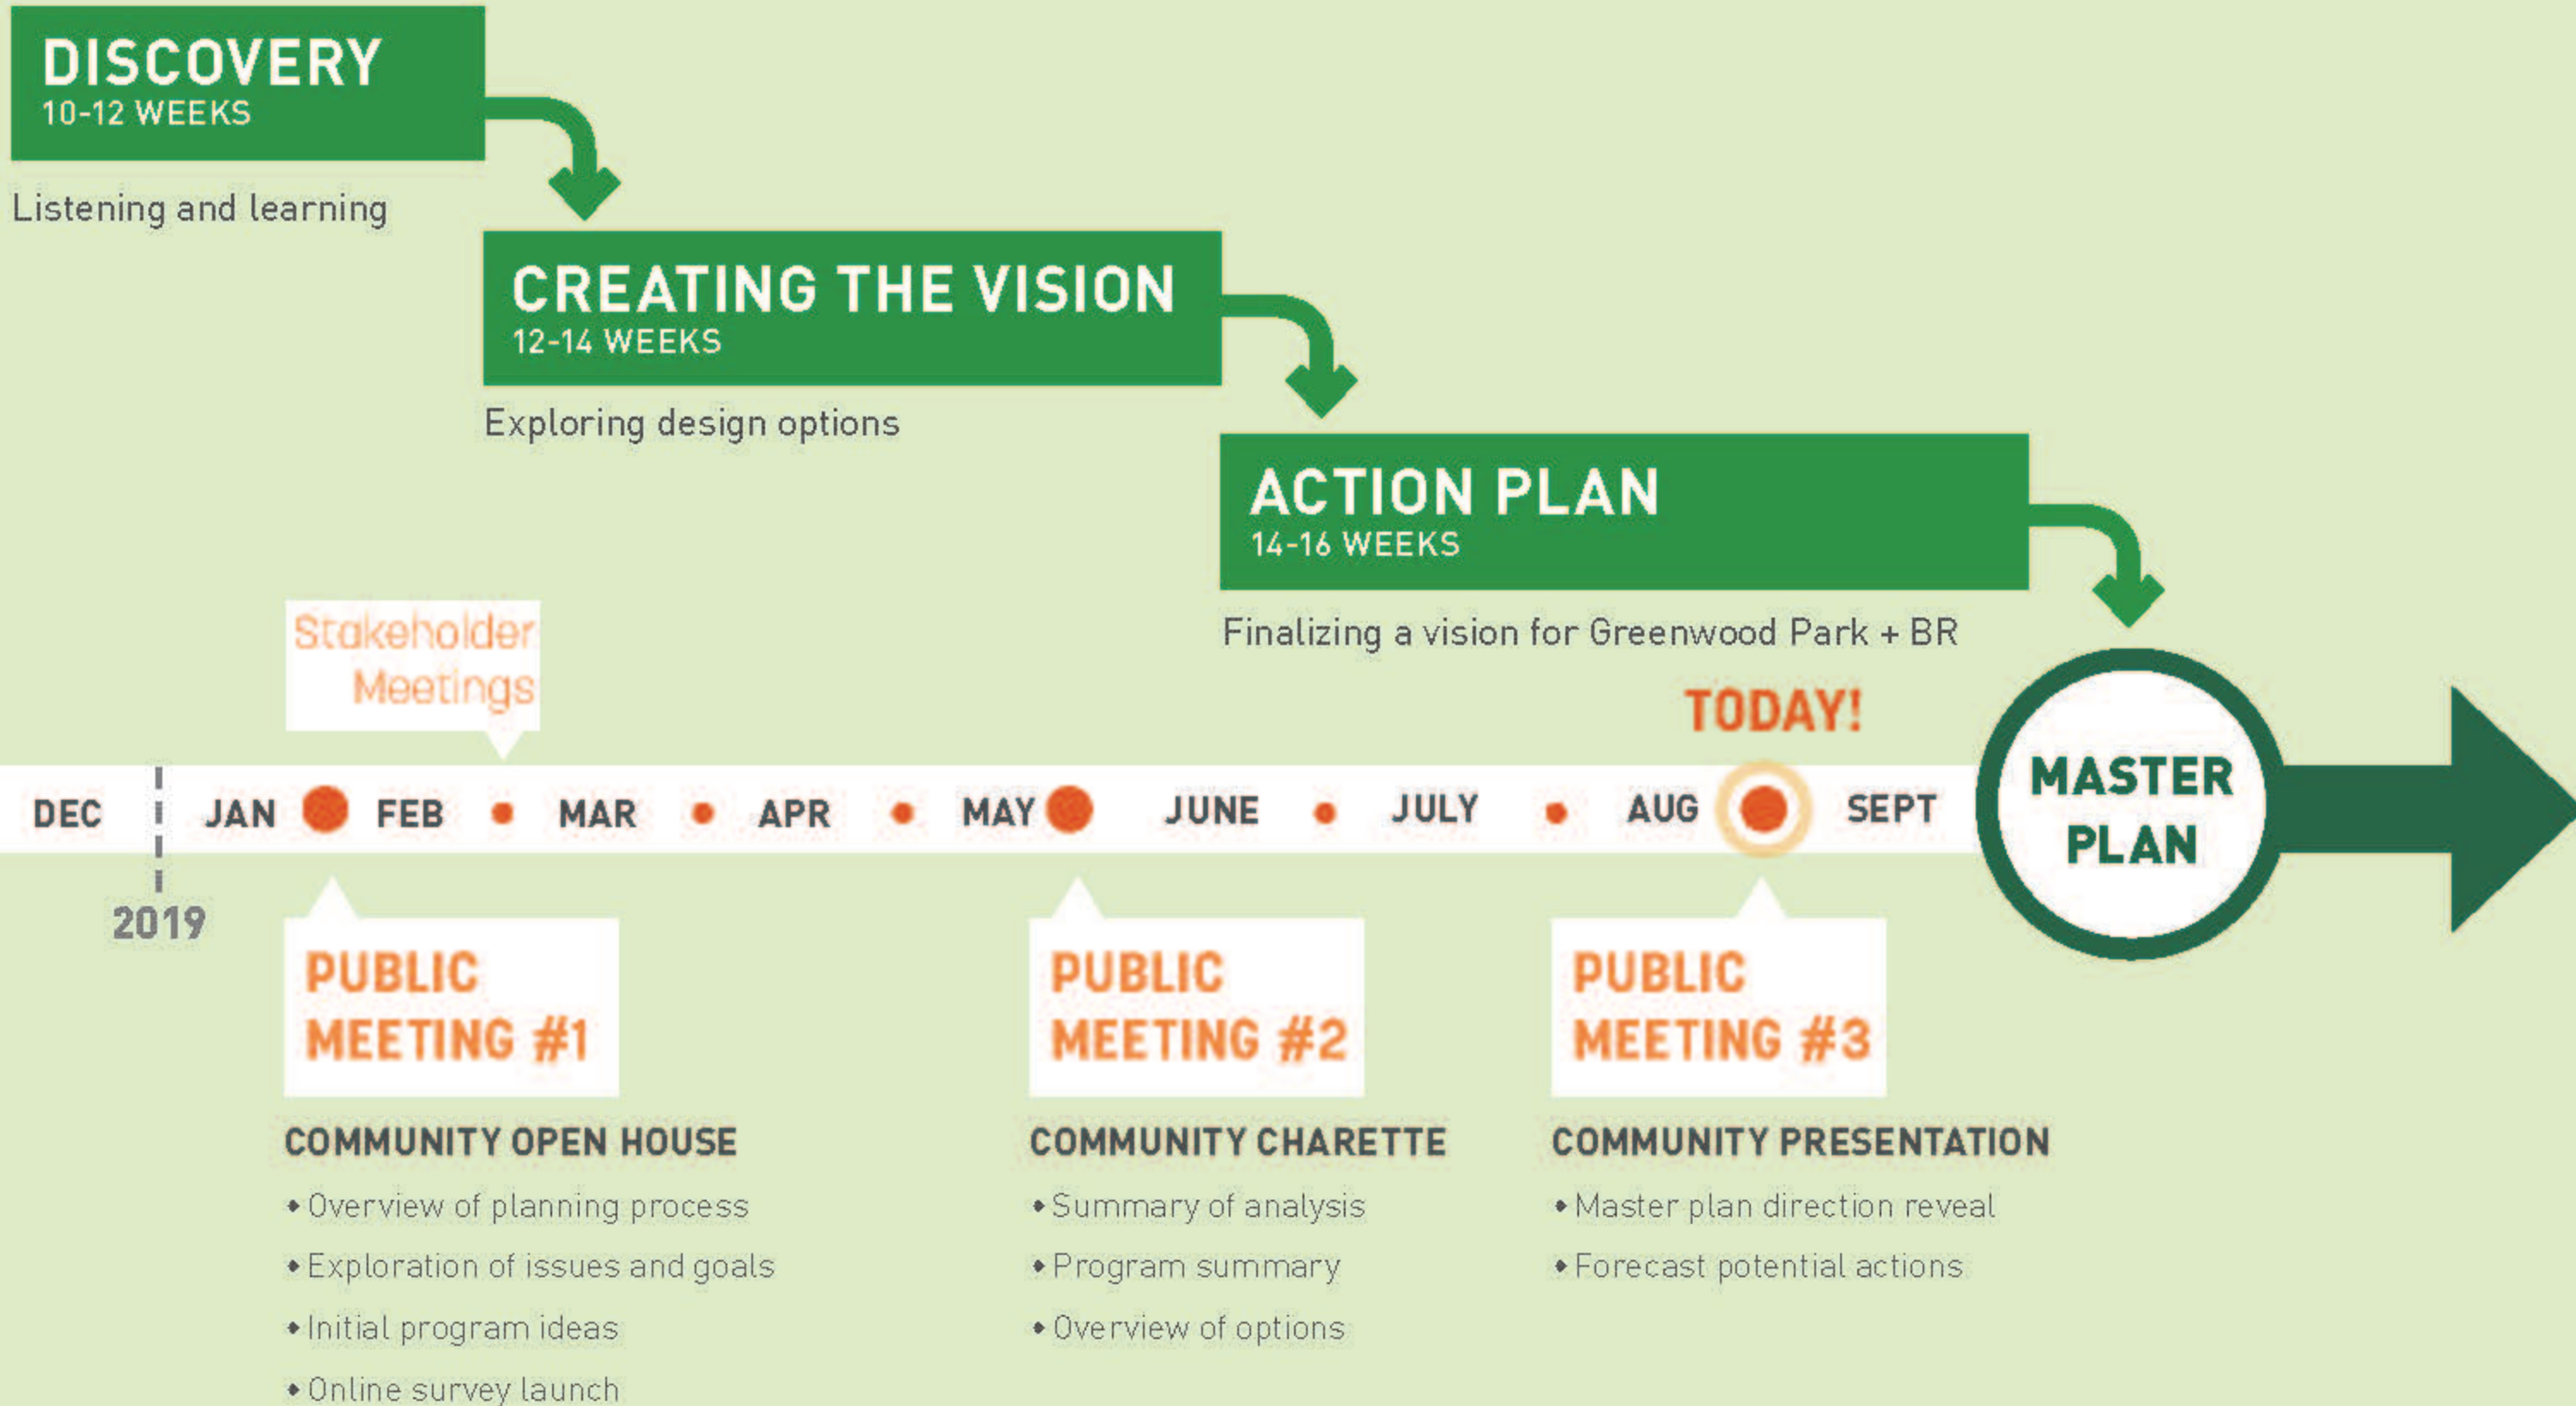 DISCOVERY
10-12 WEEKS
Listening and learning
CREATING THE VISION
12-14 WEEKS
Exploring design options
ACTION PLAN
14-16 WEEKS
Finalizing a vision for Greenwood Park + BR
Stakeholder
Meetings
TODAY!
DEC JAN FEB MAR APR MAY JUNE JULY AUG SEPT
MASTER
PLAN
2019
PUBLIC
MEETING #1
COMMUNITY OPEN HOUSE
• Overview of planning process
• Exploration of issues and goals
• Initial program ideas
• Online survey launch
PUBLIC
MEETING #2
COMMUNITY CHARETTE
• Summary of analysis
• Program summary
• Overview of options
PUBLIC
MEETING #3
COMMUNITY PRESENTATION
• Master plan direction reveal
• Forecast potential actions